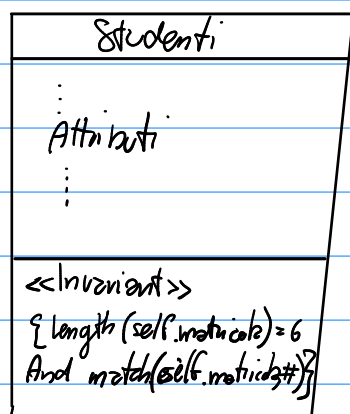 Studenti
Attributi
<<Invariant>>
{ length (self.matricola) = 6
And match(self.matricola#)}